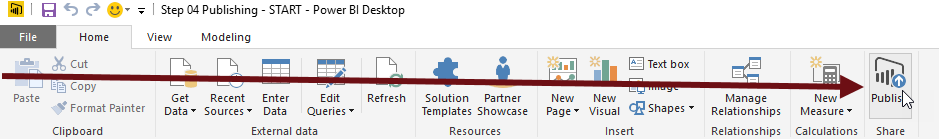 Step 04 Publishing - START - Power BI Desktop
File Home View Modeling
Cut
Copy
Format Painter
Paste
Clipboard
Get Data
Recent Sources
Enter Data
Edit Queries
Refresh
External data
Solution Templates
Partner Showcase
Resources
New Page
New Visual
Text box
Image
Shapes
Insert
Manage Relationships
Relationships
New Measure
Calculations
Publish
Share